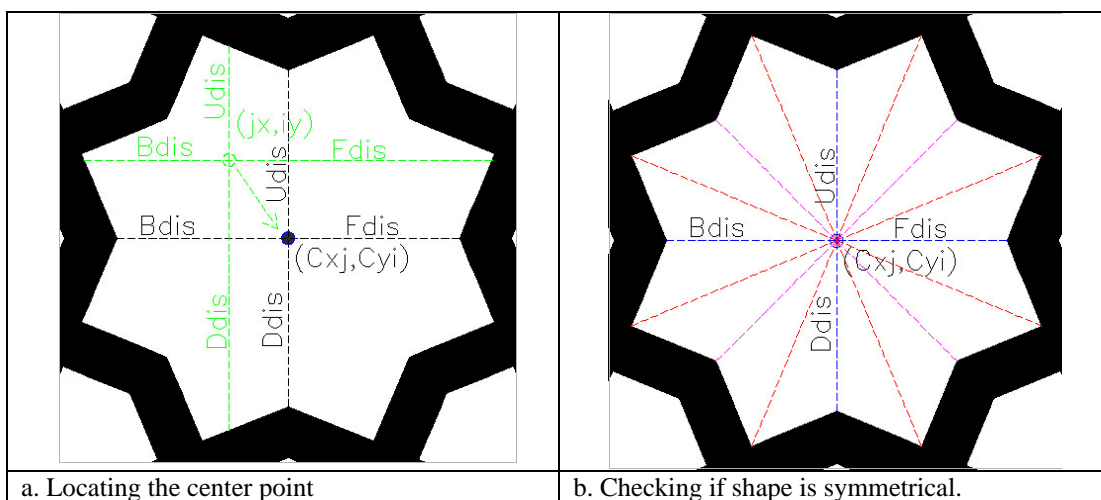 Udis
(jx,iy)
Bdis Fdis
Udis
Bdis Fdis
(Cxj,Cyi)
Ddis
Ddis
a. Locating the center point
Udis
Bdis Fdis
(Cxj,Cyi)
Ddis
b. Checking if shape is symmetrical.